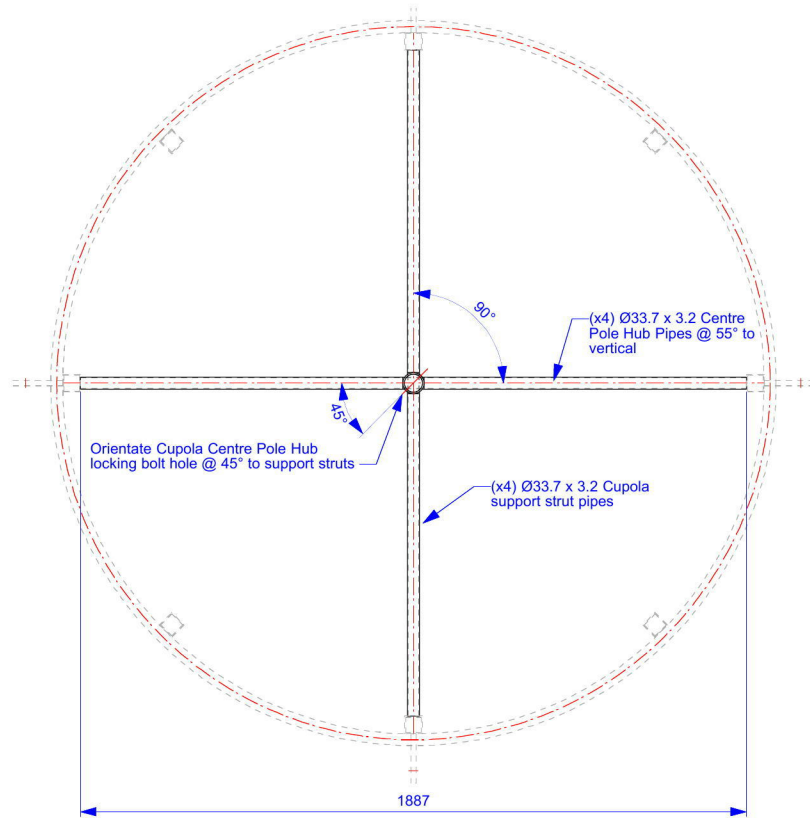 90°
(x4) Ø33.7 x 3.2 Centre
Pole Hub Pipes @ 55° to
vertical
45°
Orientate Cupola Centre Pole Hub
locking bolt hole @ 45° to support struts
(x4) Ø33.7 x 3.2 Cupola
support strut pipes
1887